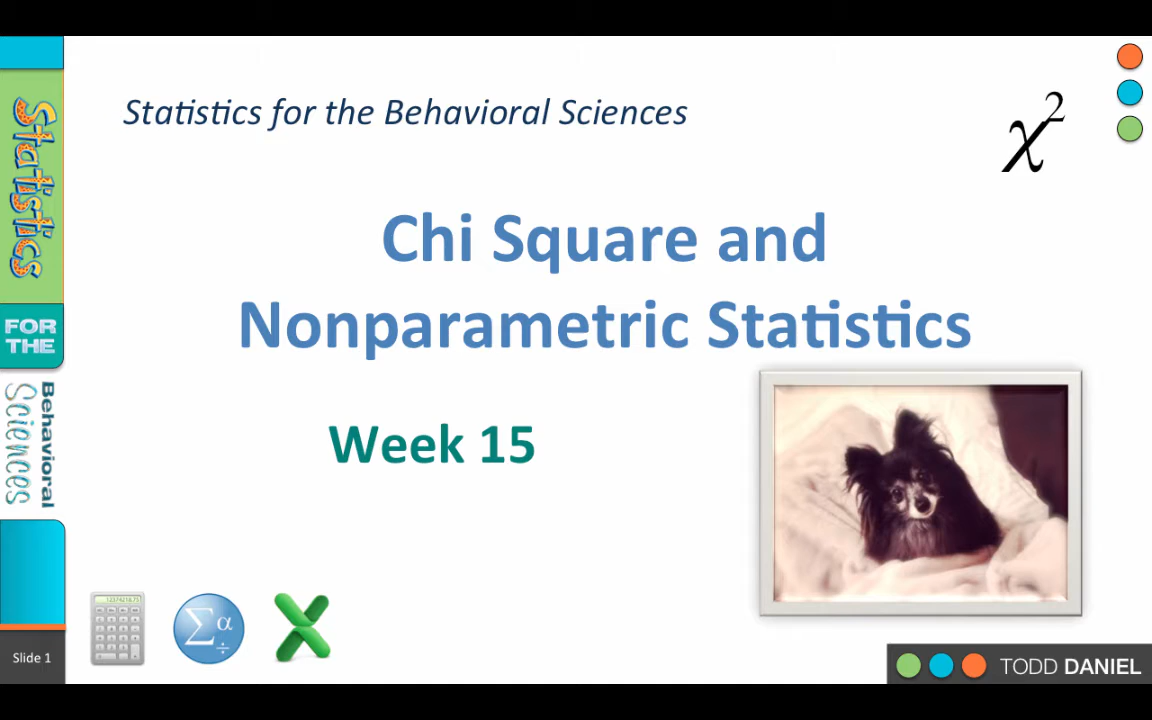 Statistics for the Behavioral Sciences
χ²
Chi Square and
Nonparametric Statistics
Week 15
Statistics
FOR
THE
Behavioral
Sciences
Σ α
÷
Slide 1
TODD DANIEL